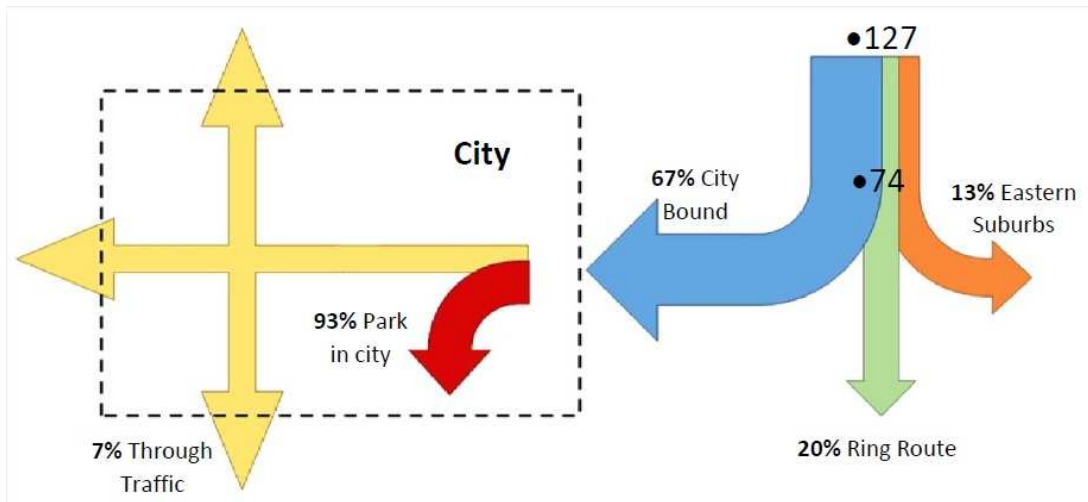 •127
City
67% City
Bound
•74
13% Eastern
Suburbs
93% Park
in city
7% Through
Traffic
20% Ring Route